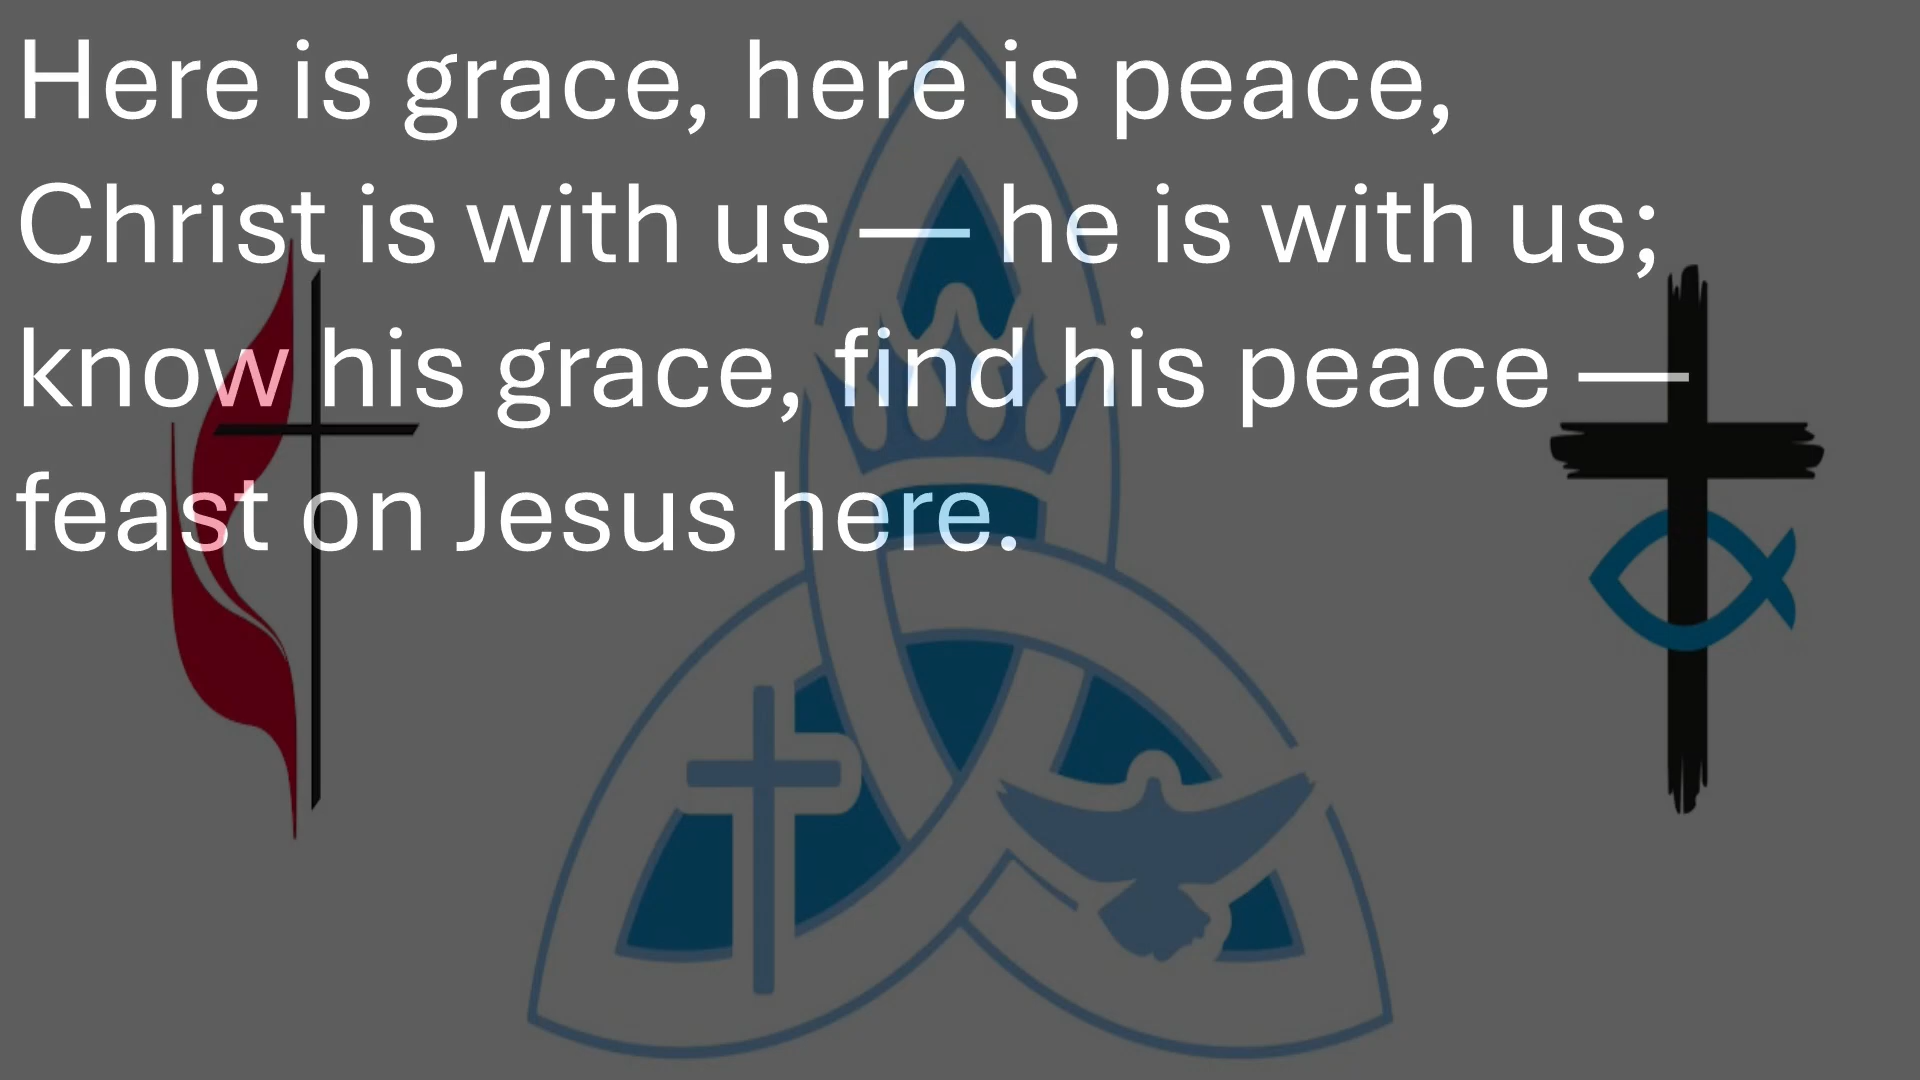 Here is grace, here is peace,
Christ is with us — he is with us;
know his grace, find his peace —
feast on Jesus here.